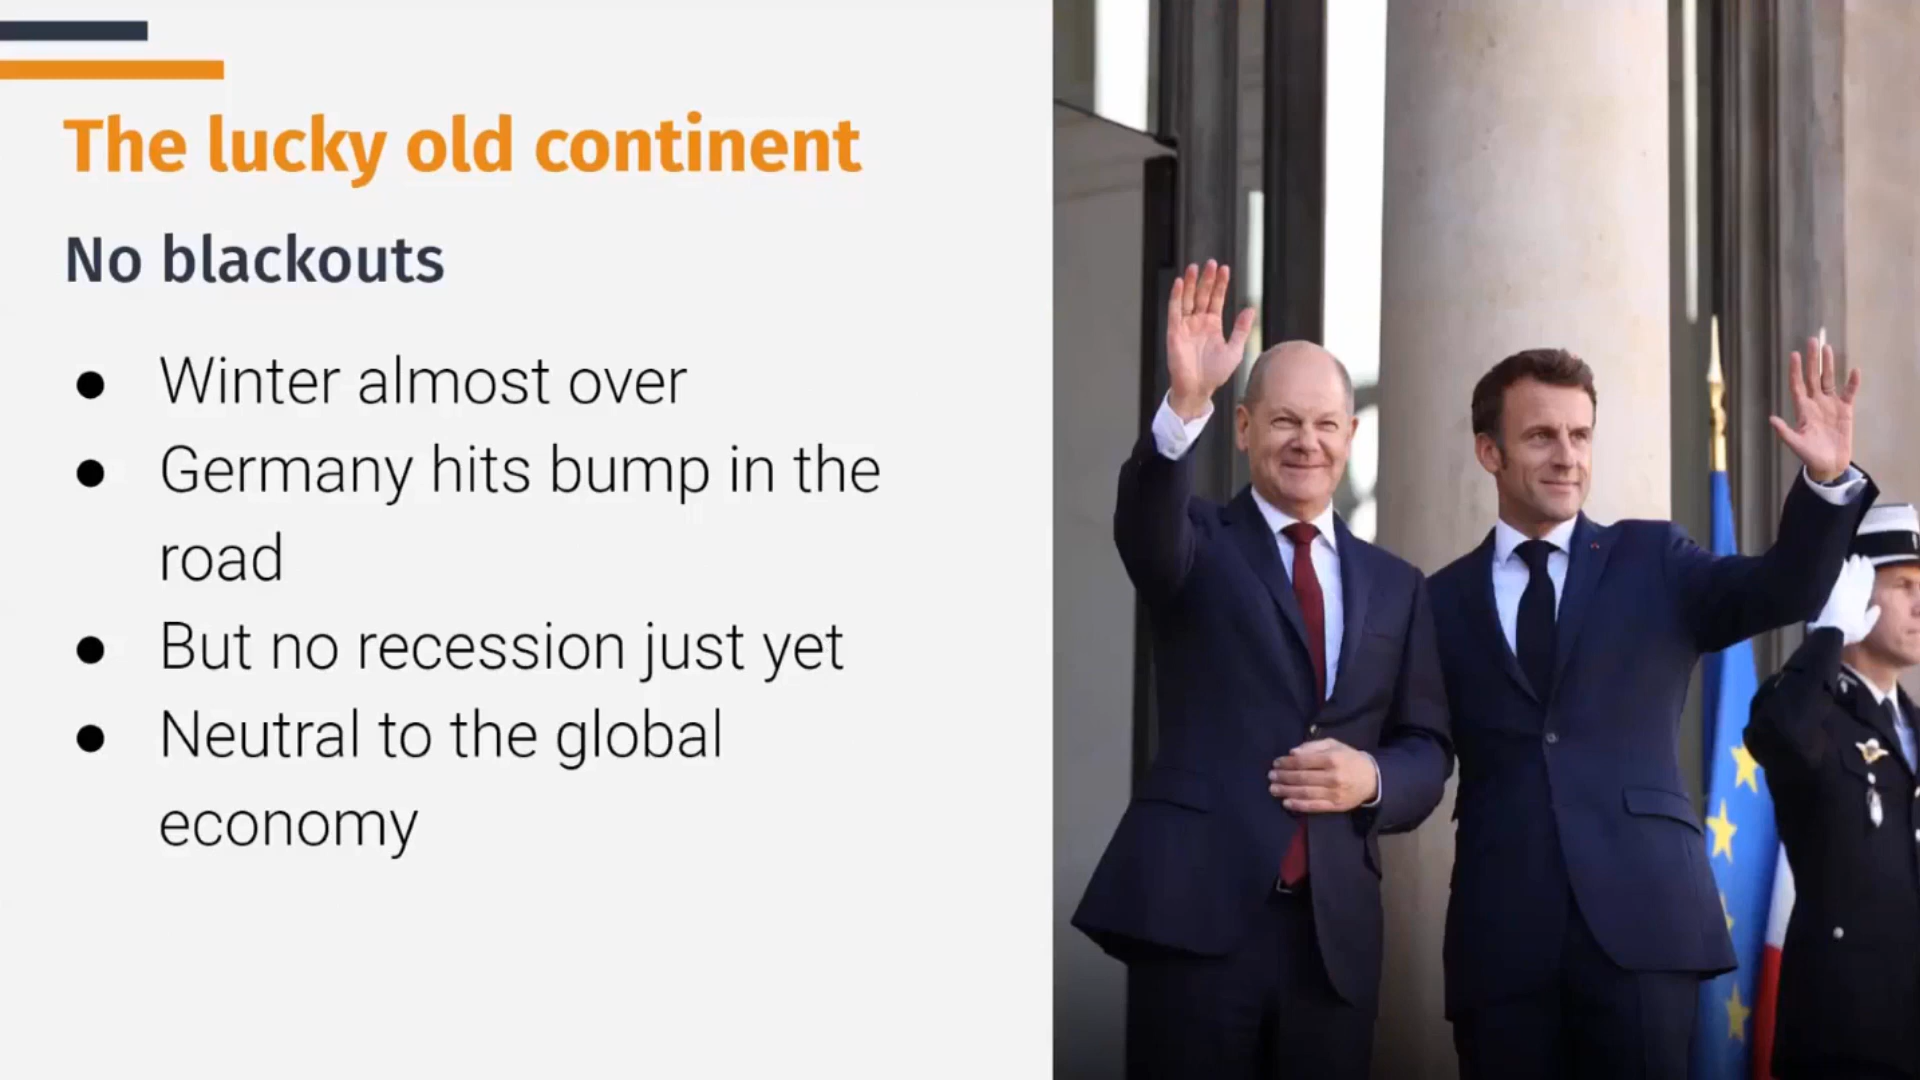 The lucky old continent
No blackouts
● Winter almost over
● Germany hits bump in the
road
● But no recession just yet
● Neutral to the global
economy